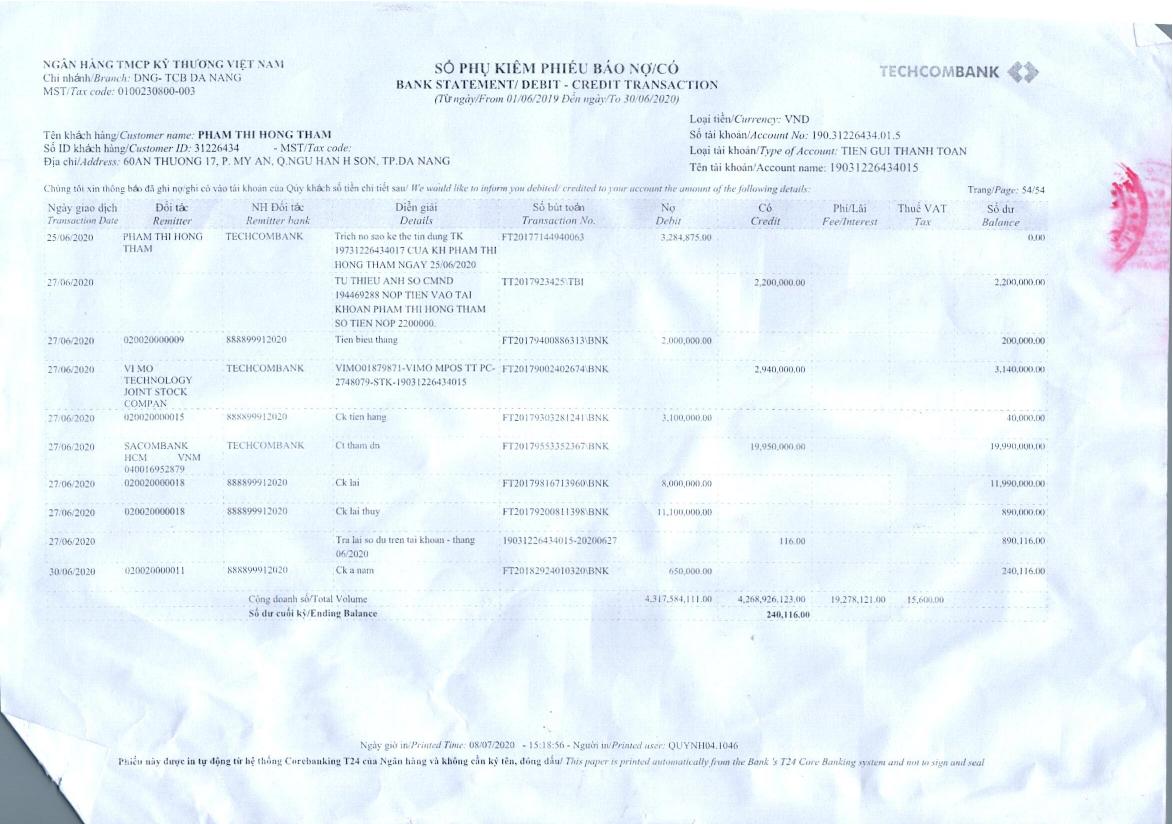 NGÂN HÀNG TMCP KỸ THƯƠNG VIỆT NAM
Chi nhánh/Branch: DNG- TCB DA NANG
MST/Tax code: 0100230800-003
SỔ PHỤ KIÊM PHIẾU BÁO NỢ/CÓ
BANK STATEMENT/ DEBIT - CREDIT TRANSACTION
(Từ ngày/From 01/06/2019 Đến ngày/To 30/06/2020)
TECHCOMBANK
Tên khách hàng/Customer name: PHAM THI HONG THAM
Số ID khách hàng/Customer ID: 31226434 - MST/Tax code:
Địa chỉ/Address: 60AN THUONG 17, P. MY AN, Q.NGU HAN H SON, TP.DA NANG
Loại tiền/Currency: VND
Số tài khoản/Account No: 190.31226434.01.5
Loại tài khoản/Type of Account: TIEN GUI THANH TOAN
Tên tài khoản/Account name: 19031226434015
Chúng tôi xin thông báo đã ghi nợ/ghi có vào tài khoản của Qúy khách số tiền chi tiết sau/ We would like to inform you debited/ credited to your account the amount of the following details:
Trang/Page: 54/54
Ngày giao dịch Đối tác NH Đối tác Diễn giải Số bút toán Nợ Có Phí/Lãi Thuế VAT Số dư
Transaction Date Remitter Remitter bank Details Transaction No. Debit Credit Fee/Interest Tax Balance
25/06/2020 PHAM THI HONG TECHCOMBANK Trich no sao ke the tin dung TK FT20177144940063 3,284,875.00 0.00
THAM 19731226434017 CUA KH PHAM THI
HONG THAM NGAY 25/06/2020
27/06/2020 TU THIEU ANH SO CMND TT2017923425\TB1 2,200,000.00 2,200,000.00
194469288 NOP TIEN VAO TAI
KHOAN PHAM THI HONG THAM
SO TIEN NOP 2200000.
27/06/2020 020020000009 888899912020 Tien bieu thang FT20179400886313\BNK 2,000,000.00 200,000.00
27/06/2020 VI MO TECHCOMBANK VIMO01879871-VIMO MPOS TT PC- FT20179002402674\BNK 2,940,000.00 3,140,000.00
TECHNOLOGY 2748079-STK-19031226434015
JOINT STOCK
COMPAN
27/06/2020 020020000015 888899912020 Ck tien hang FT20179303281241\BNK 3,100,000.00 40,000.00
27/06/2020 SACOMBANK TECHCOMBANK Ct tham dn FT20179553352367\BNK 19,950,000.00 19,990,000.00
HCM VNM
040016952879
27/06/2020 020020000018 888899912020 Ck lai FT20179816713960\BNK 8,000,000.00 11,990,000.00
27/06/2020 020020000018 888899912020 Ck lai thuy FT20179200811398\BNK 11,100,000.00 890,000.00
27/06/2020 Tra lai so du tren tai khoan - thang 19031226434015-20200627 116.00 890,116.00
06/2020
30/06/2020 020020000011 888899912020 Ck a nam FT20182924010320\BNK 650,000.00 240,116.00
Cộng doanh số/Total Volume 4,317,584,111.00 4,268,926,123.00 19,278,121.00 15,600.00
Số dư cuối kỳ/Ending Balance 240,116.00
Ngày giờ in/Printed Time: 08/07/2020 - 15:18:56 - Người in/Printed user: QUYNH04.1046
Phiếu này được in tự động từ hệ thống Corebanking T24 của Ngân hàng và không cần ký tên, đóng dấu/ This paper is printed automatically from the Bank 's T24 Core Banking system and not to sign and seal